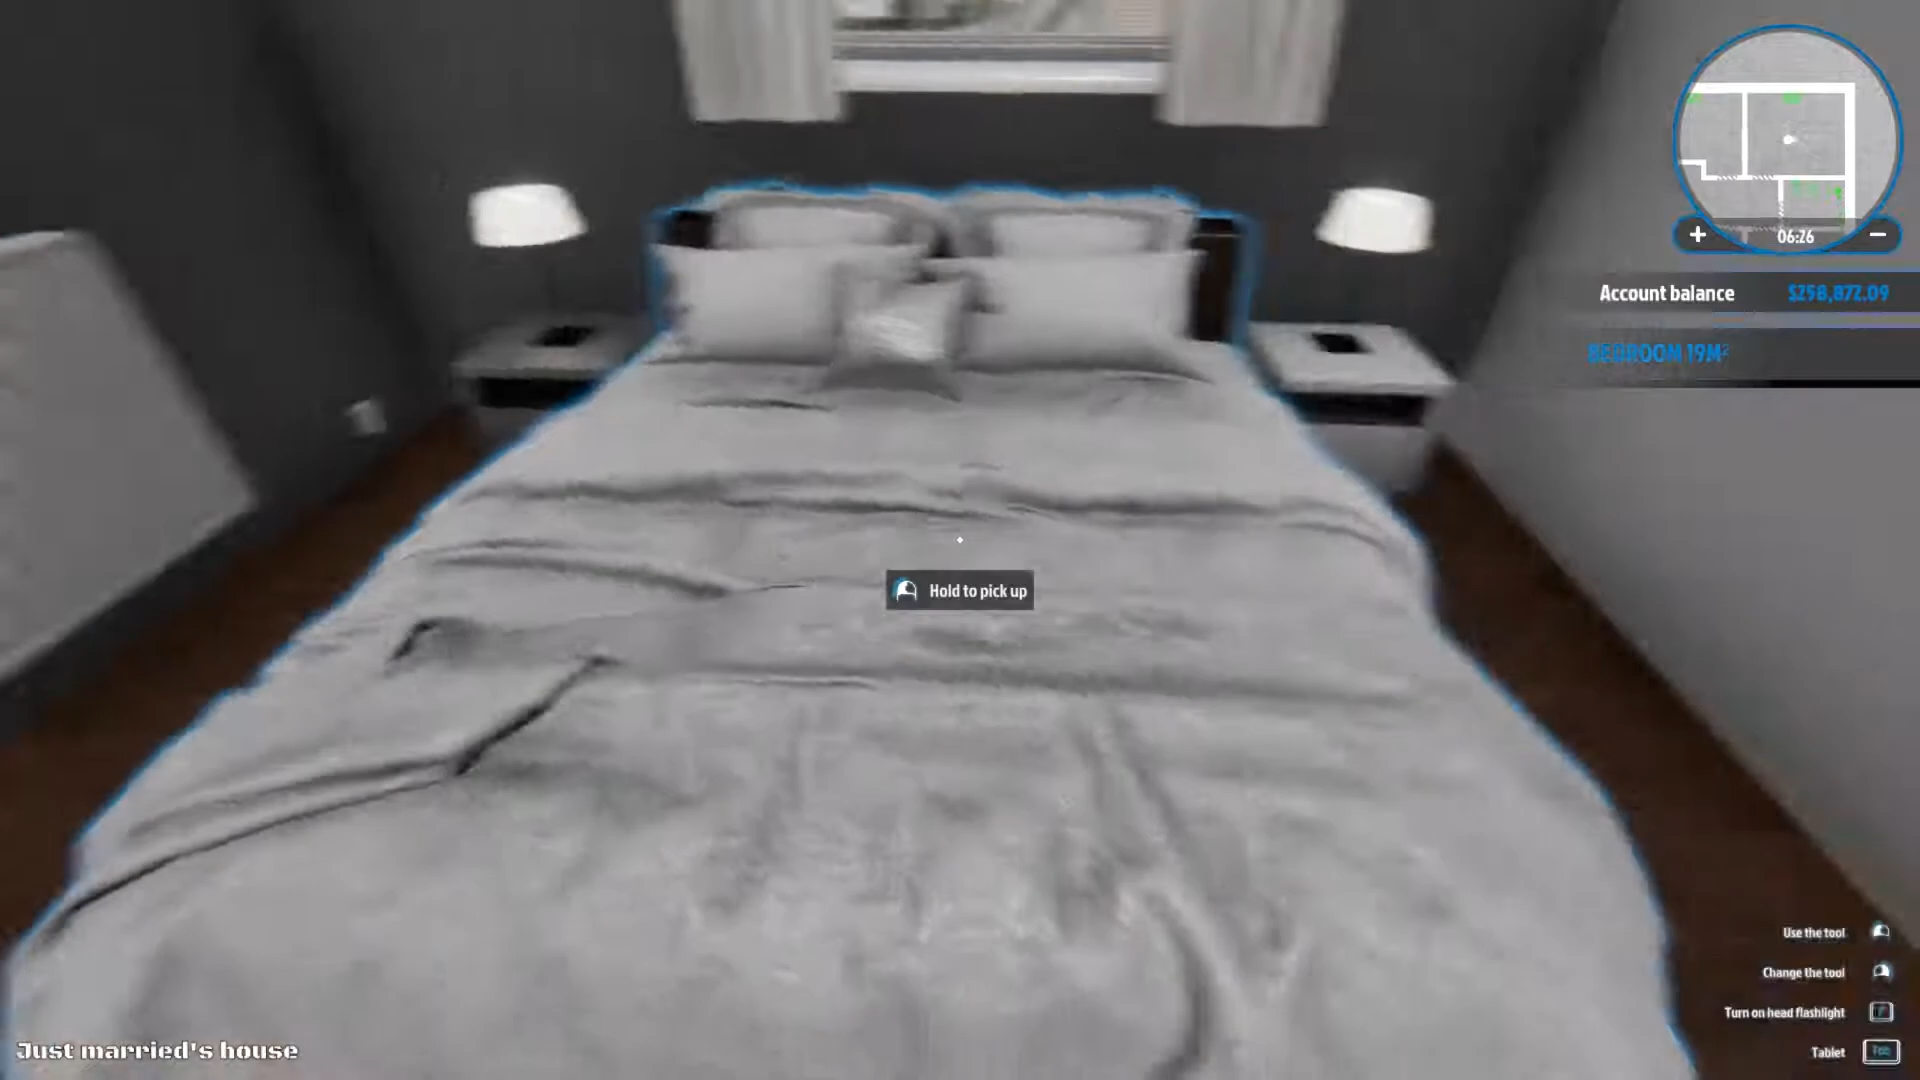 + 06:26 −
Account balance $258,872.09
BEDROOM 19M²
Hold to pick up
Use the tool
Change the tool
Turn on head flashlight
Tablet Tab
Just married's house